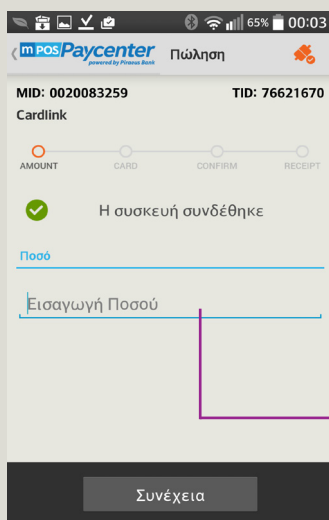 65% 00:03
m POS Paycenter
powered by Piraeus Bank
Πώληση
MID: 0020083259 TID: 76621670
Cardlink
AMOUNT CARD CONFIRM RECEIPT
Η συσκευή συνδέθηκε
Ποσό
Εισαγωγή Ποσού
Συνέχεια